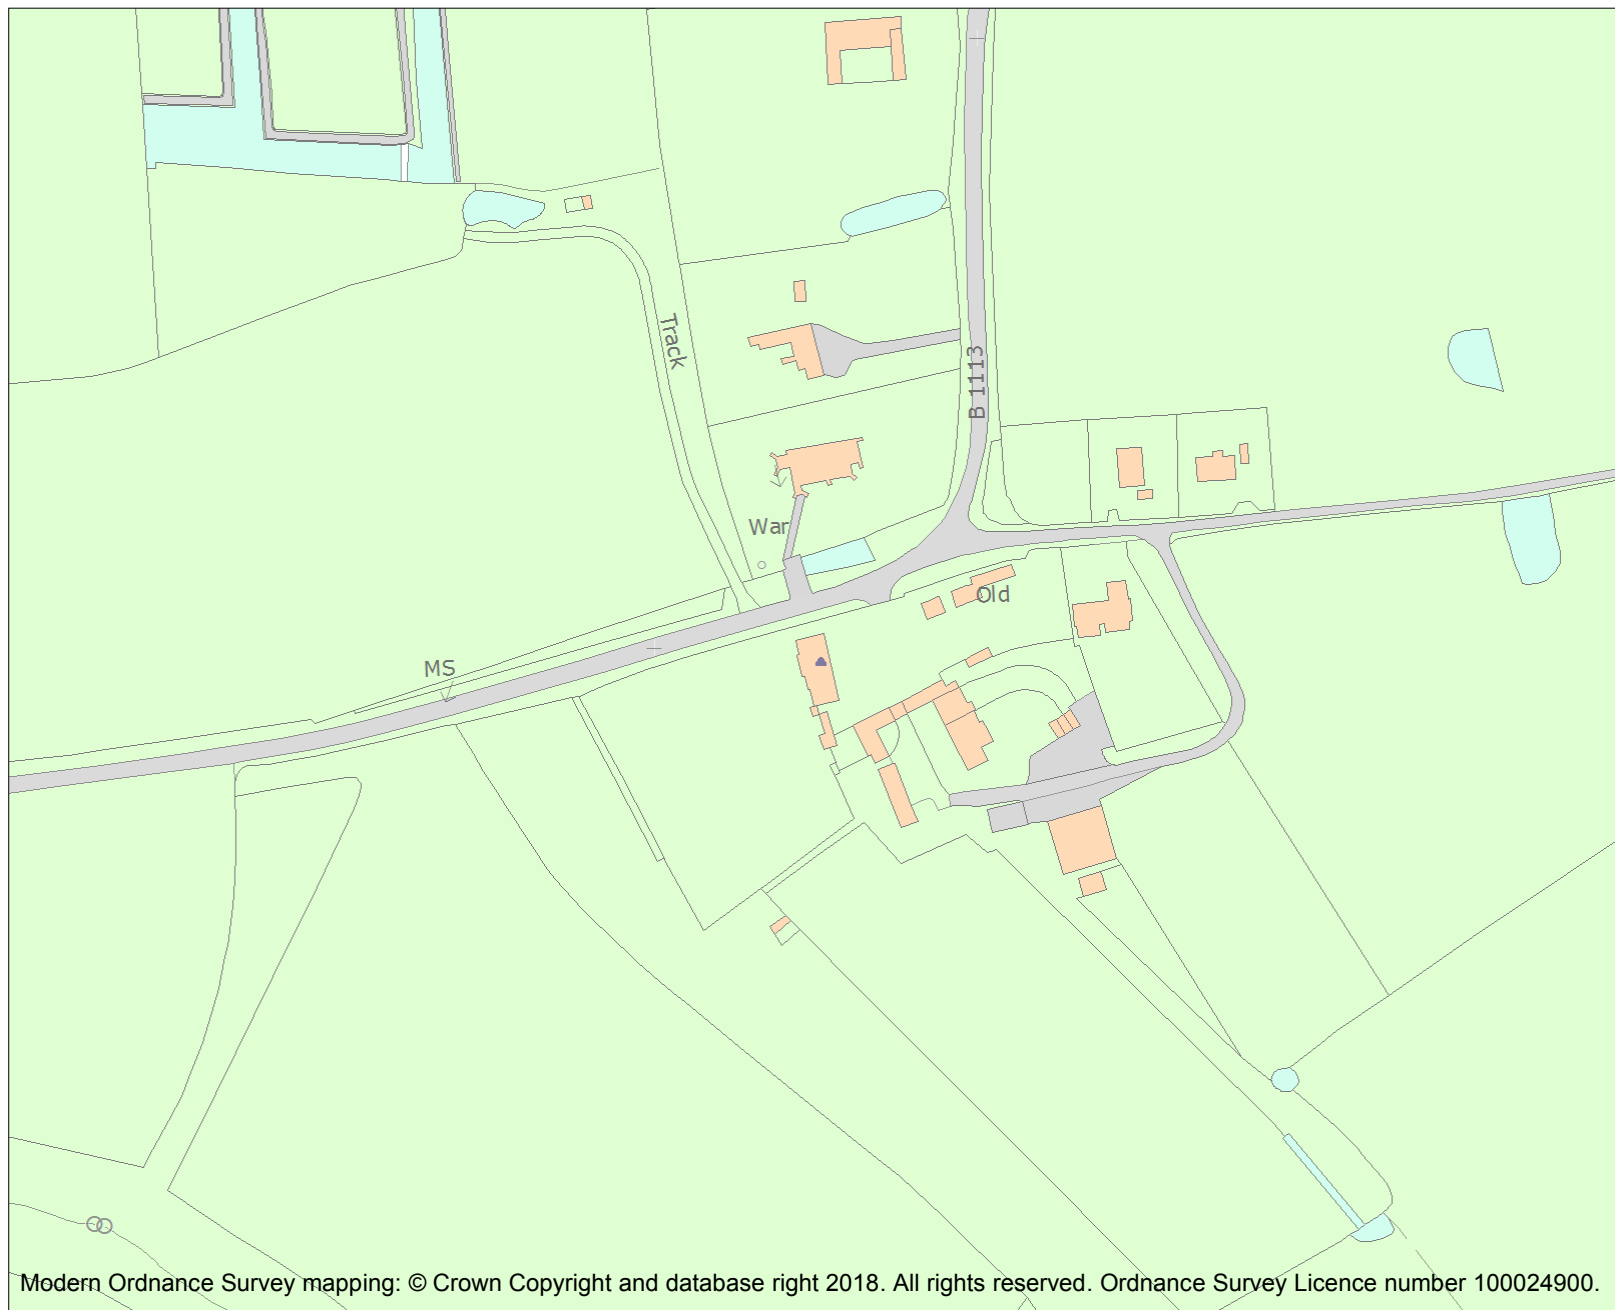 Track
B 1113
War
Old
MS
Modern Ordnance Survey mapping: © Crown Copyright and database right 2018. All rights reserved. Ordnance Survey Licence number 100024900.